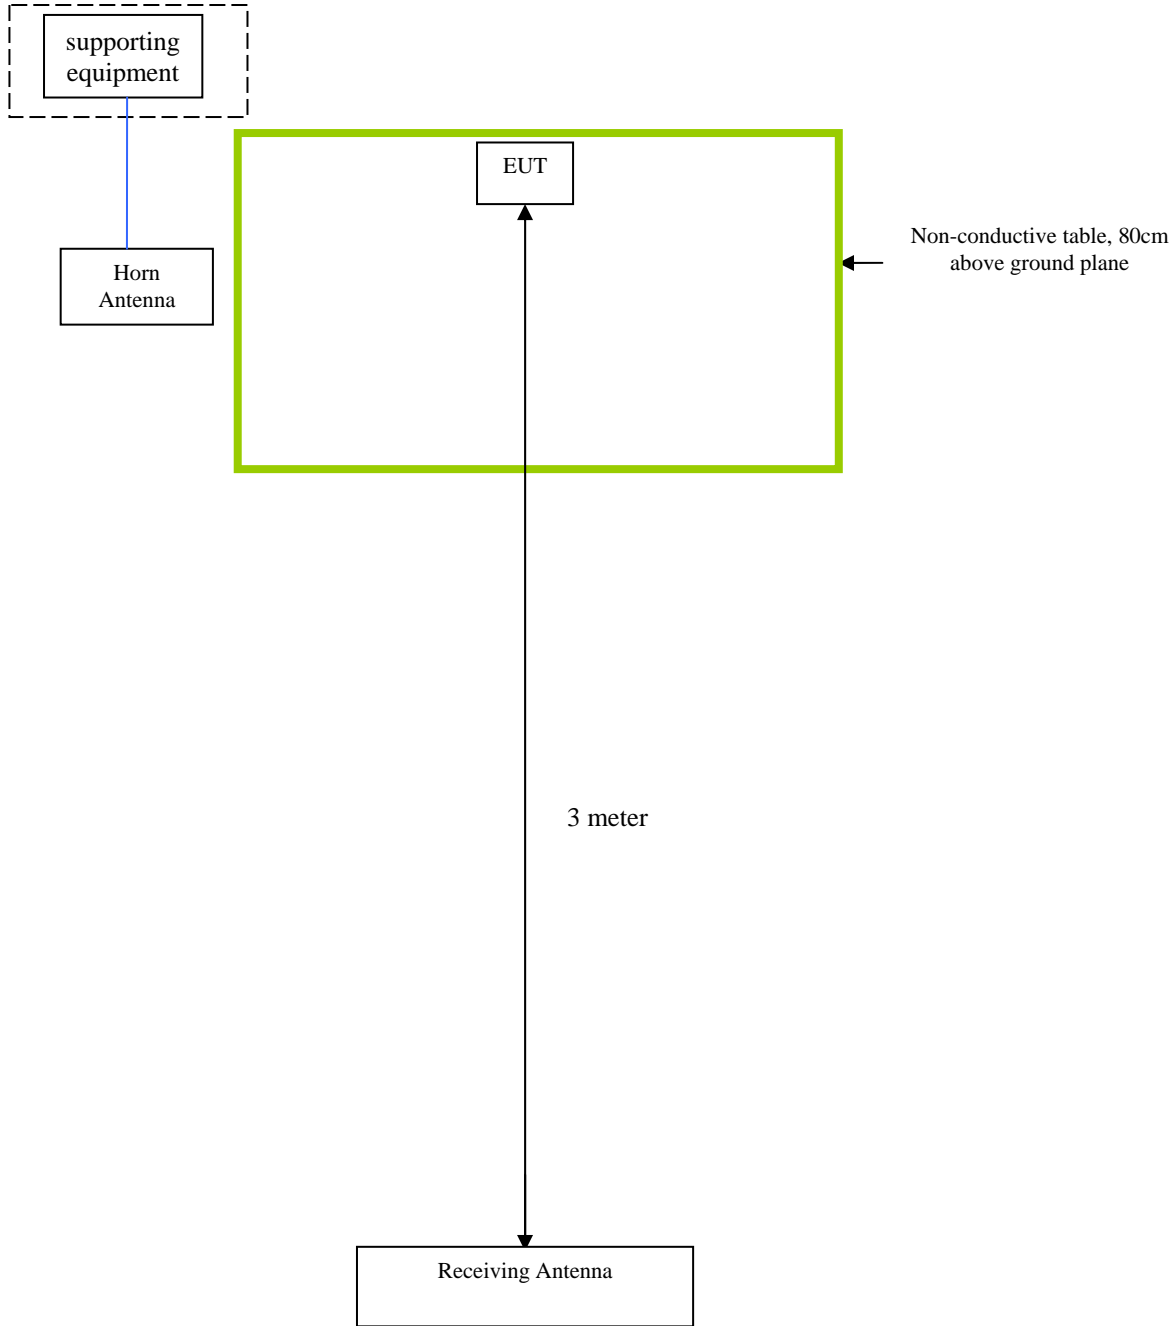 supporting
equipment
EUT
Non-conductive table, 80cm
above ground plane
Horn
Antenna
3 meter
Receiving Antenna